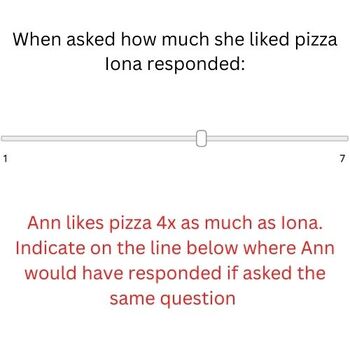 When asked how much she liked pizza
Iona responded:
1 7
Ann likes pizza 4x as much as Iona.
Indicate on the line below where Ann
would have responded if asked the
same question